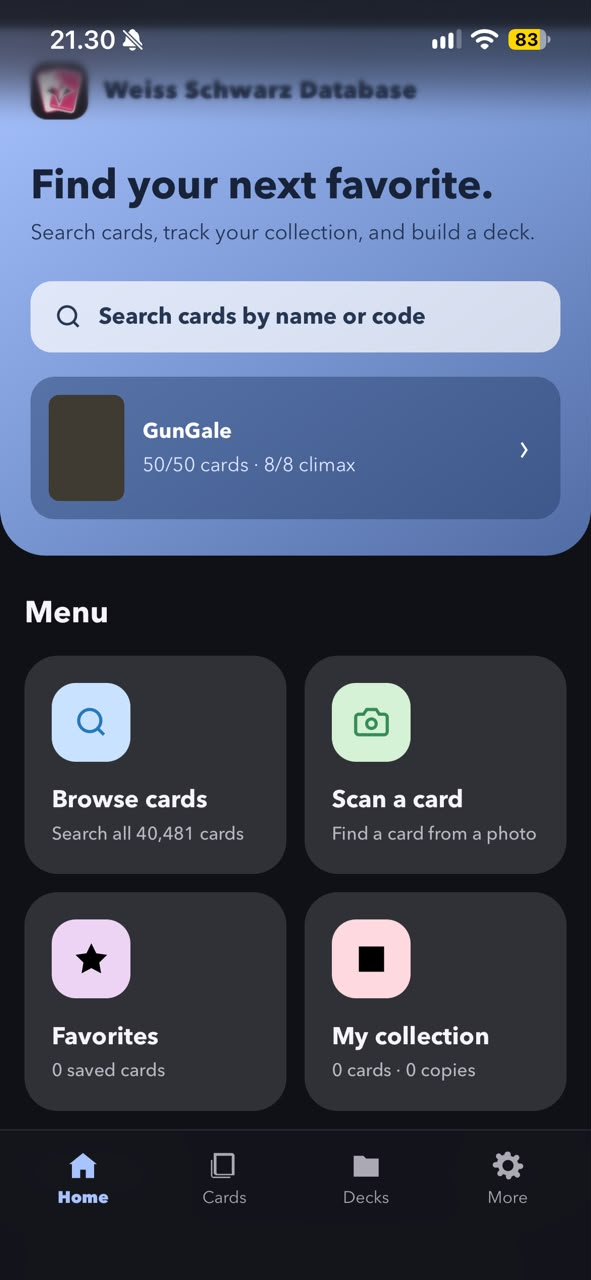 21.30
83
Weiss Schwarz Database
Find your next favorite.
Search cards, track your collection, and build a deck.
Search cards by name or code
GunGale
50/50 cards · 8/8 climax
Menu
Browse cards
Search all 40,481 cards
Scan a card
Find a card from a photo
Favorites
0 saved cards
My collection
0 cards · 0 copies
Home
Cards
Decks
More